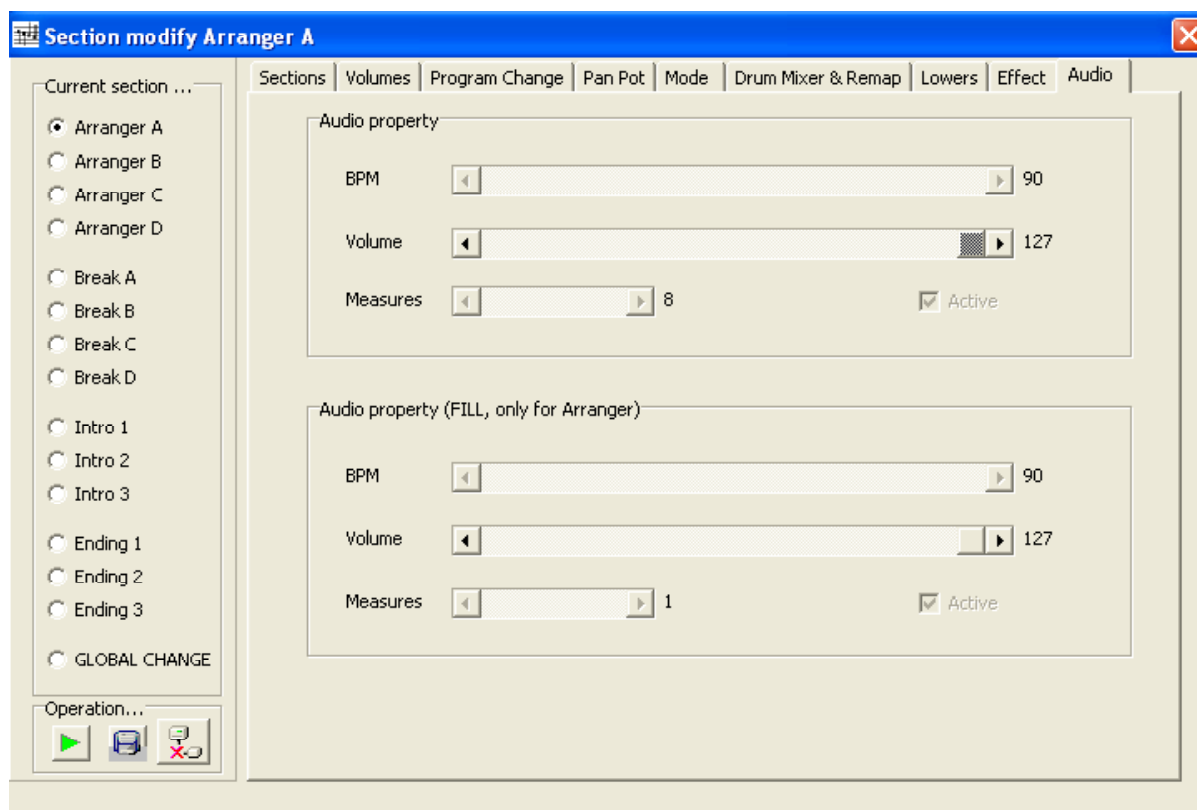 Section modify Arranger A
Current section ...
Arranger A
Arranger B
Arranger C
Arranger D
Break A
Break B
Break C
Break D
Intro 1
Intro 2
Intro 3
Ending 1
Ending 2
Ending 3
GLOBAL CHANGE
Operation...
Sections Volumes Program Change Pan Pot Mode Drum Mixer & Remap Lowers Effect Audio
Audio property
BPM 90
Volume 127
Measures 8 Active
Audio property (FILL, only for Arranger)
BPM 90
Volume 127
Measures 1 Active